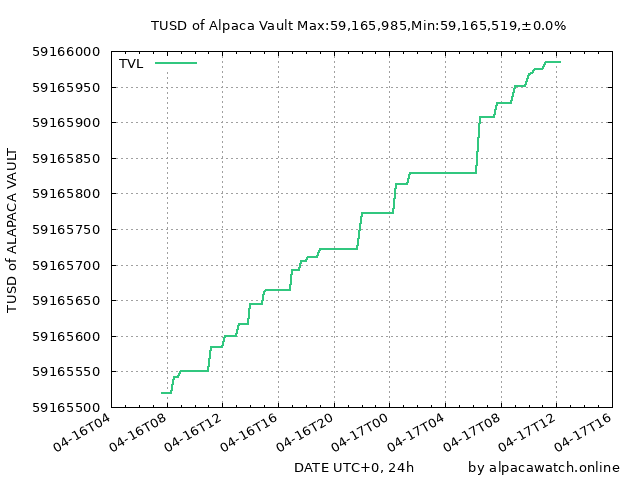 TUSD of Alpaca Vault Max:59,165,985,Min:59,165,519,±0.0%
TVL
59166000
59165950
59165900
59165850
59165800
59165750
59165700
59165650
59165600
59165550
59165500
TUSD of ALAPACA VAULT
04-16T04
04-16T08
04-16T12
04-16T16
04-16T20
04-17T00
04-17T04
04-17T08
04-17T12
04-17T16
DATE UTC+0, 24h
by alpacawatch.online